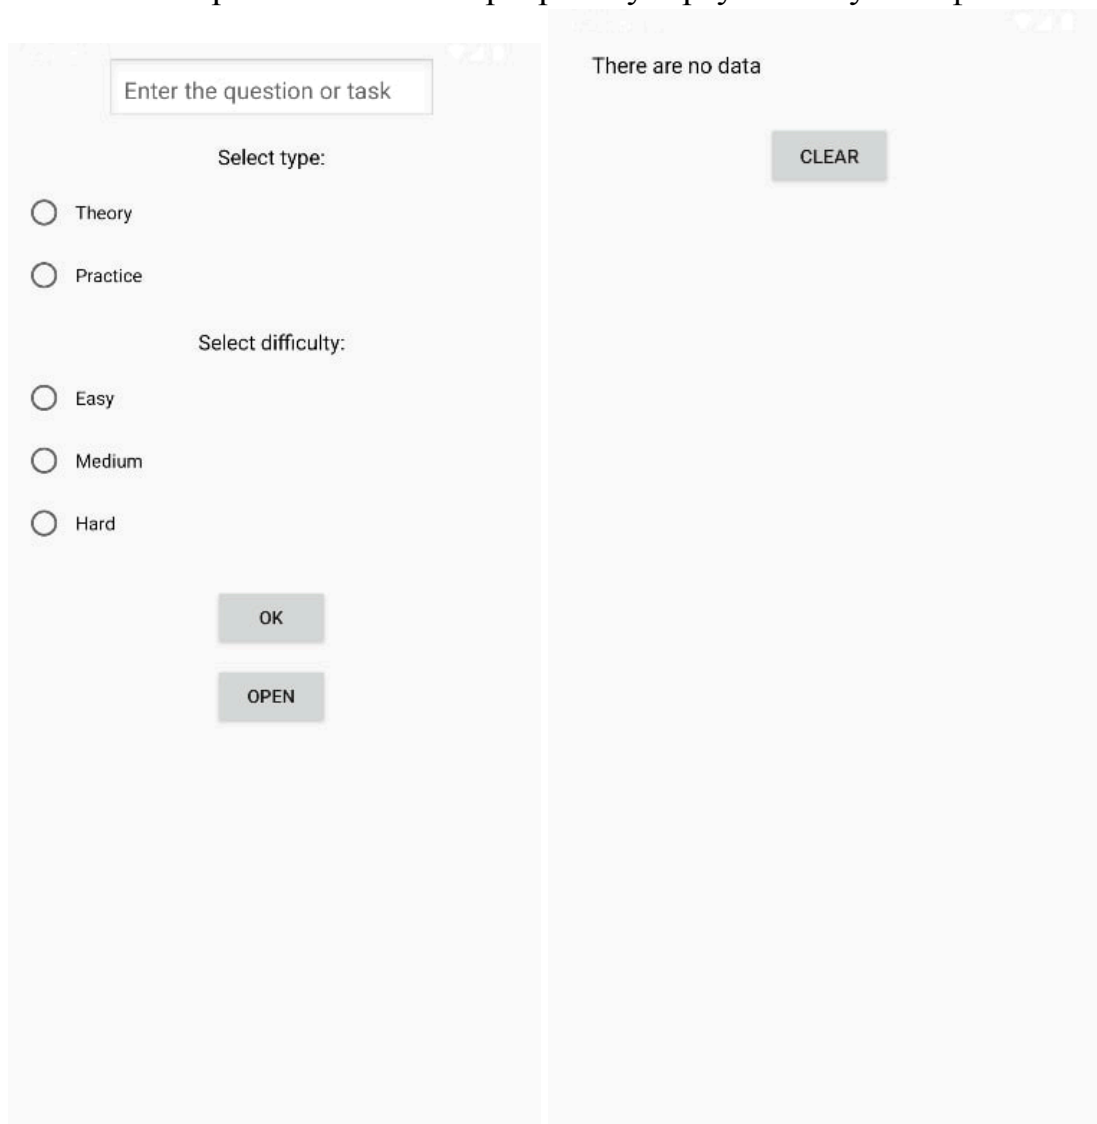 Enter the question or task
Select type:
Theory
Practice
Select difficulty:
Easy
Medium
Hard
OK
OPEN
There are no data
CLEAR